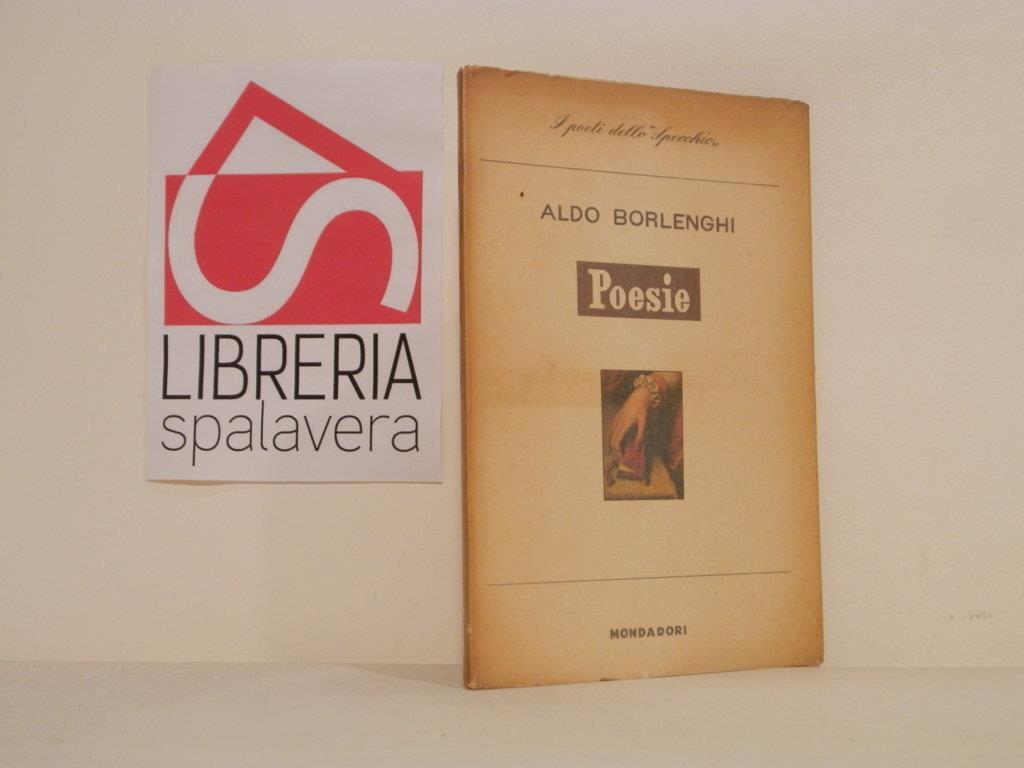 LIBRERIA
spalavera
I poeti dello "Specchio„
ALDO BORLENGHI
Poesie
MONDADORI